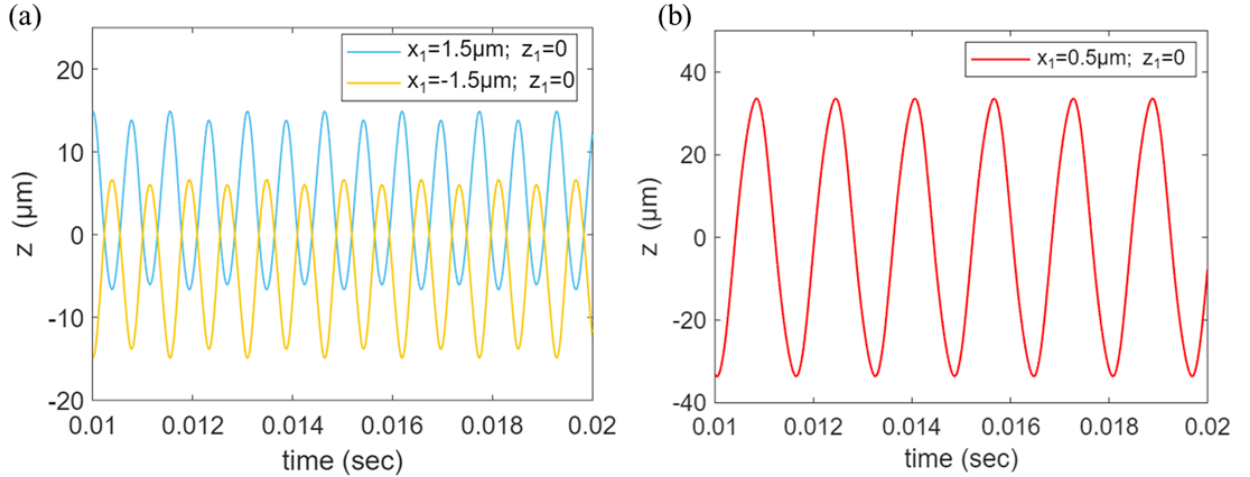 (a)
x₁=1.5μm; z₁=0
x₁=-1.5μm; z₁=0
20
10
0
-10
-20
z (μm)
0.01 0.012 0.014 0.016 0.018 0.02
time (sec)
(b)
x₁=0.5μm; z₁=0
40
20
0
-20
-40
z (μm)
0.01 0.012 0.014 0.016 0.018 0.02
time (sec)